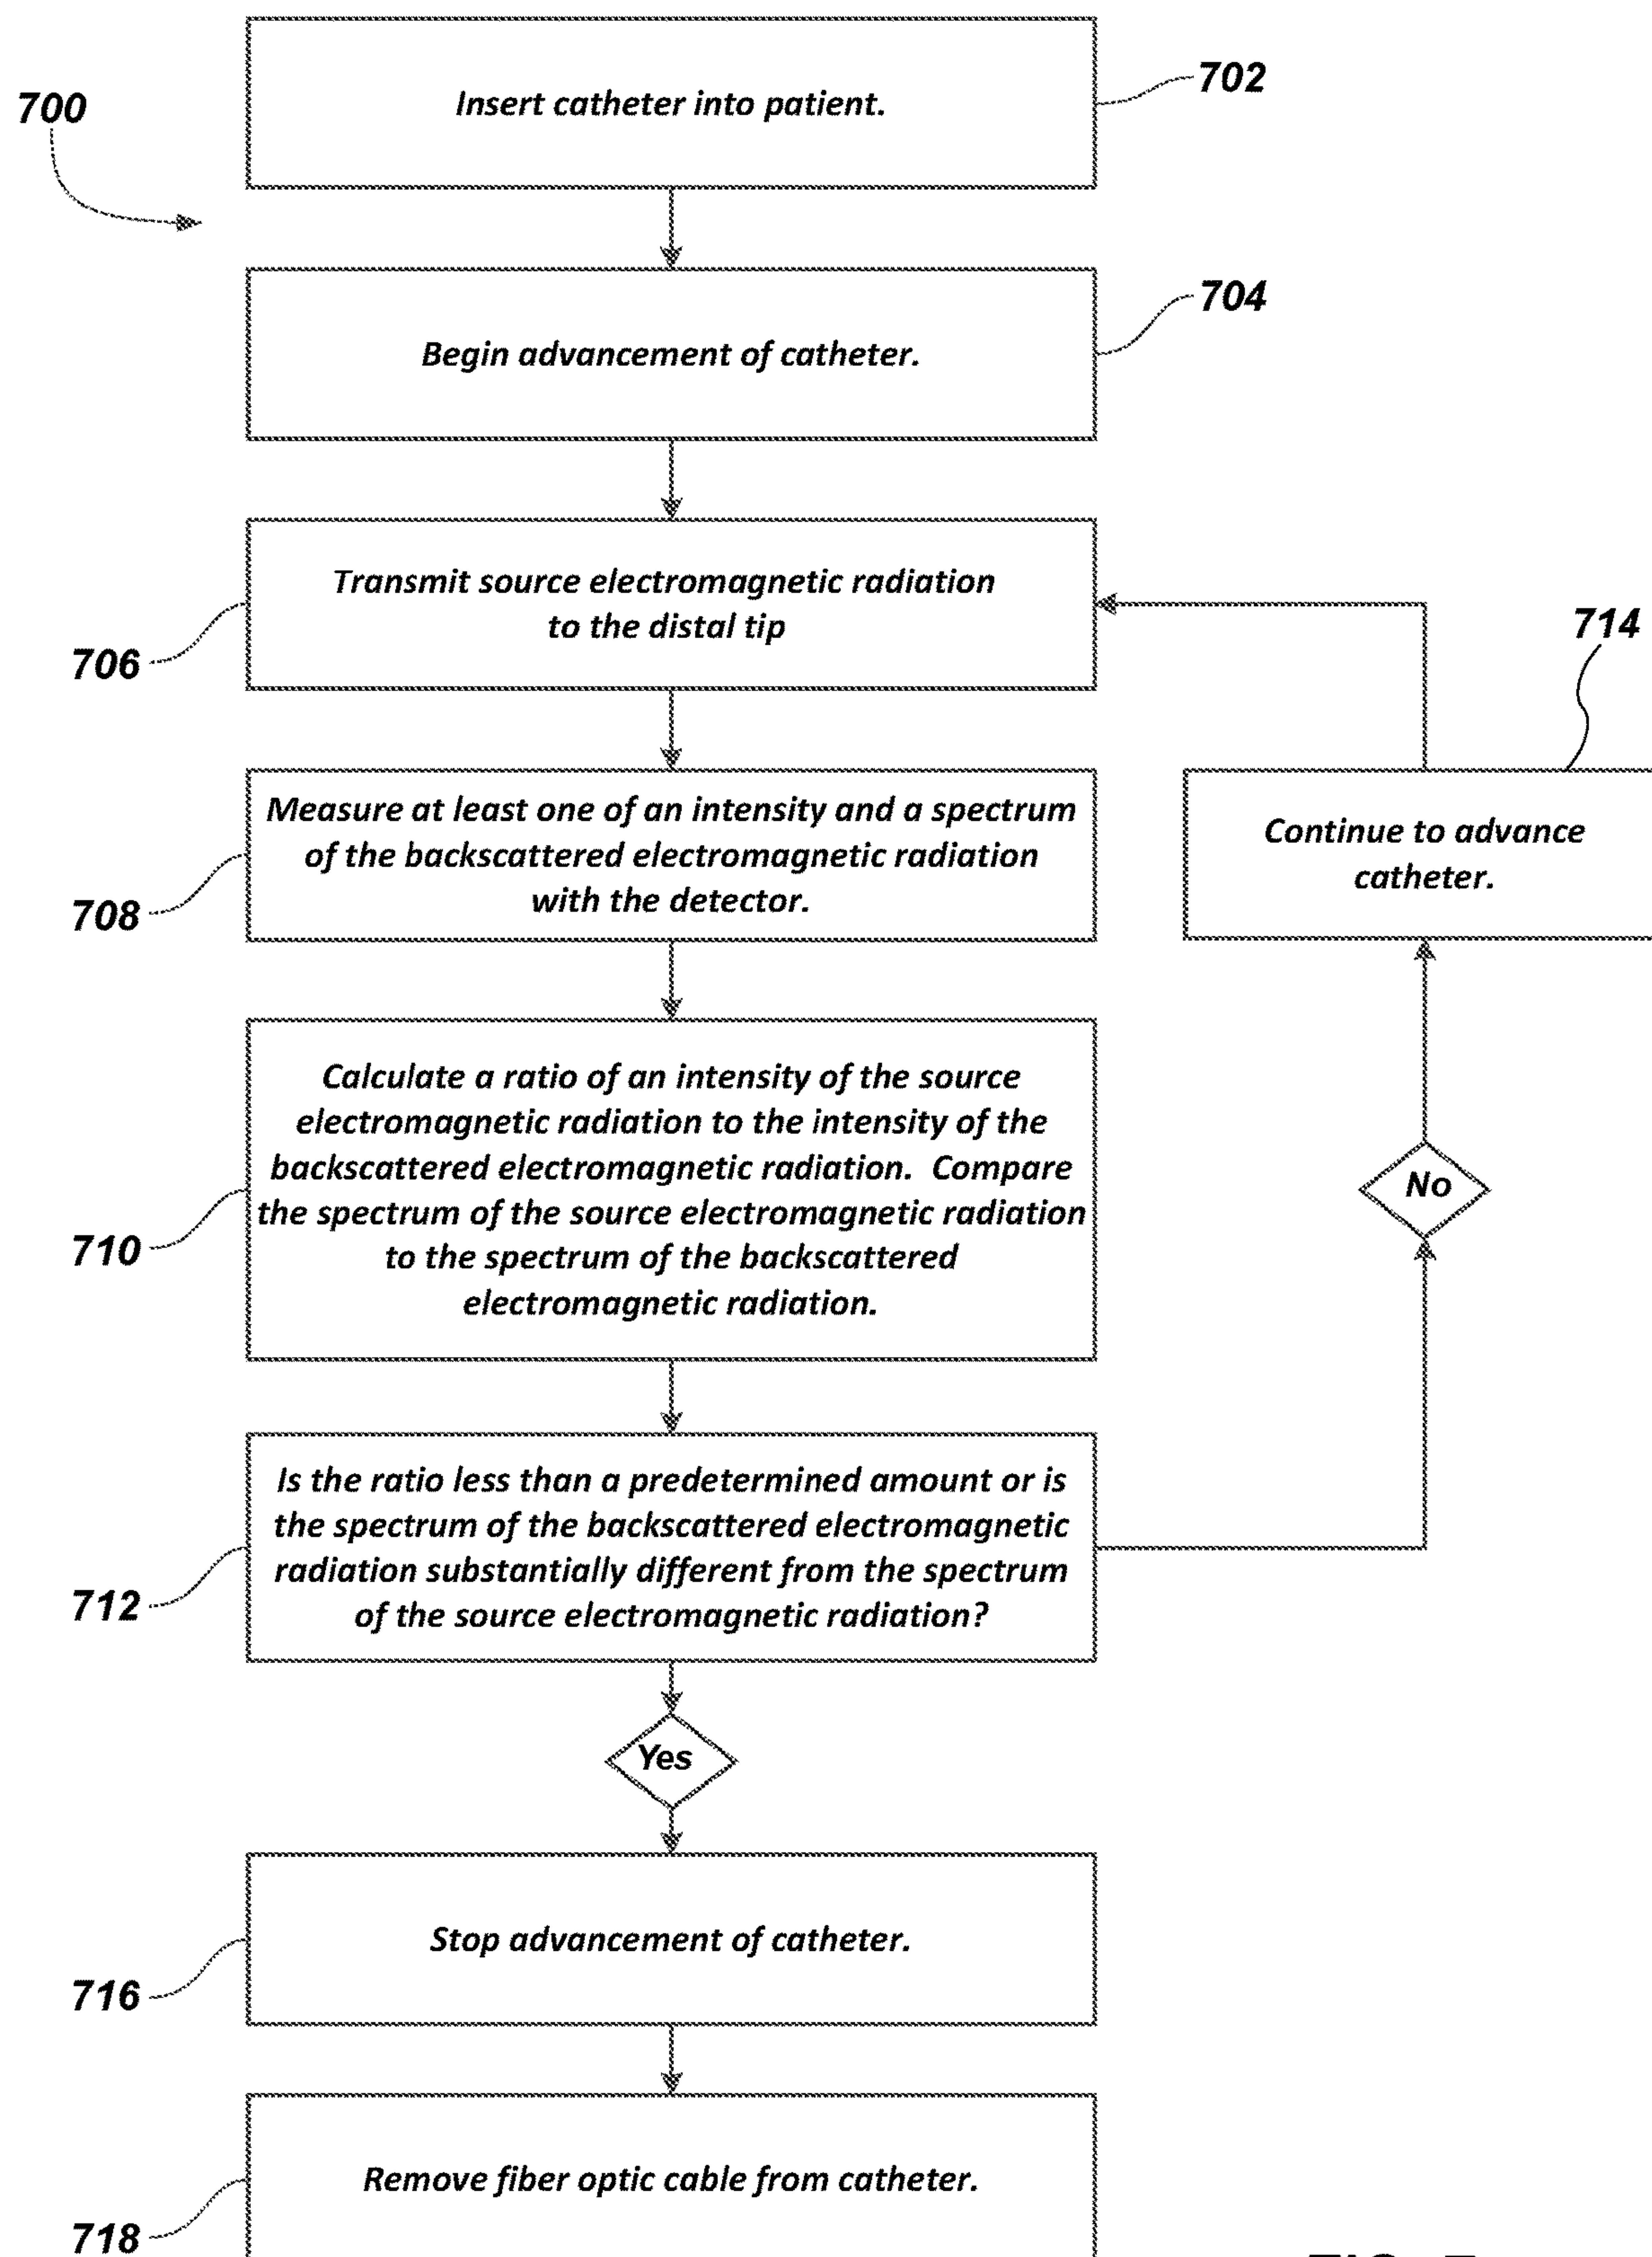 700
Insert catheter into patient.
702
Begin advancement of catheter.
704
Transmit source electromagnetic radiation
to the distal tip
706
Measure at least one of an intensity and a spectrum
of the backscattered electromagnetic radiation
with the detector.
708
714
Continue to advance
catheter.
Calculate a ratio of an intensity of the source
electromagnetic radiation to the intensity of the
backscattered electromagnetic radiation. Compare
the spectrum of the source electromagnetic radiation
to the spectrum of the backscattered
electromagnetic radiation.
710
No
Is the ratio less than a predetermined amount or is
the spectrum of the backscattered electromagnetic
radiation substantially different from the spectrum
of the source electromagnetic radiation?
712
Yes
Stop advancement of catheter.
716
Remove fiber optic cable from catheter.
718